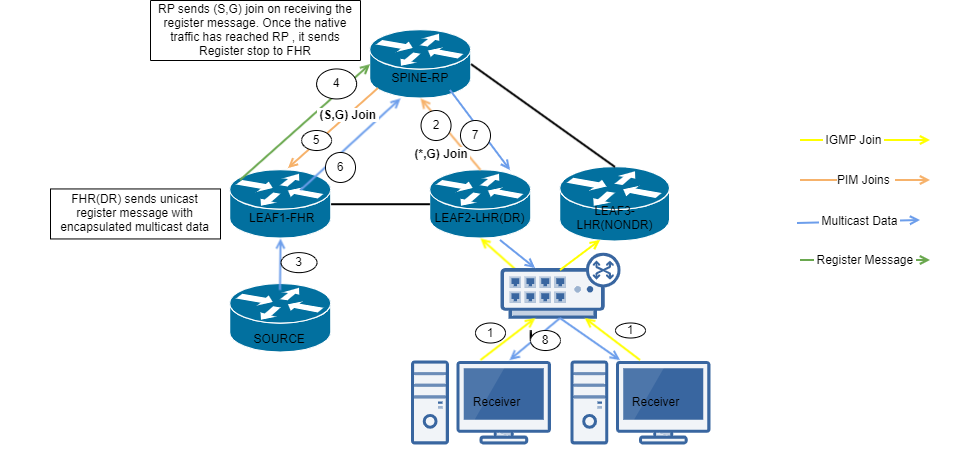 RP sends (S,G) join on receiving the
register message. Once the native
traffic has reached RP , it sends
Register stop to FHR
SPINE-RP
4
(S,G) Join
2
7
5
(*,G) Join
6
IGMP Join
PIM Joins
Multicast Data
Register Message
FHR(DR) sends unicast
register message with
encapsulated multicast data
LEAF1-FHR
LEAF2-LHR(DR)
LEAF3-
LHR(NONDR)
3
SOURCE
1
8
1
Receiver
Receiver